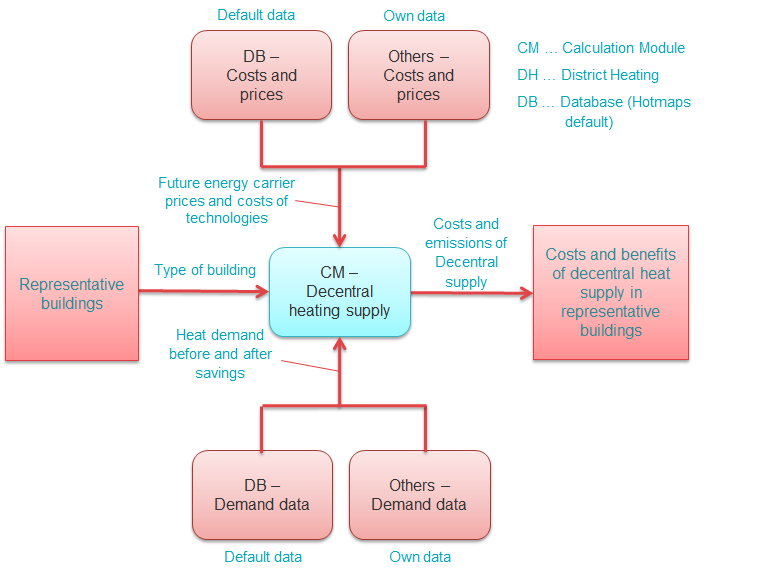 Default data
Own data
DB –
Costs and
prices
Others –
Costs and
prices
CM … Calculation Module
DH … District Heating
DB … Database (Hotmaps
default)
Future energy carrier
prices and costs of
technologies
Representative
buildings
Type of building
CM –
Decentral
heating supply
Costs and
emissions of
Decentral
supply
Costs and benefits
of decentral heat
supply in
representative
buildings
Heat demand
before and after
savings
DB –
Demand data
Others –
Demand data
Default data
Own data